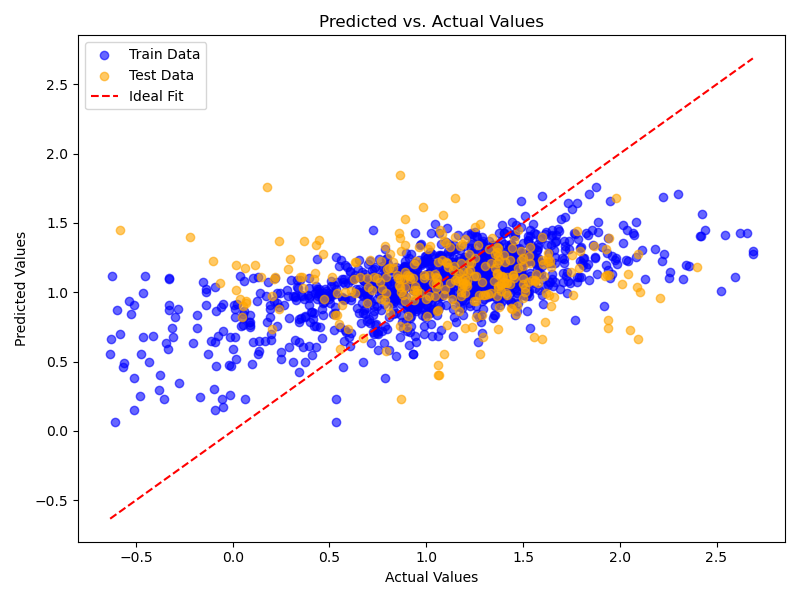 Predicted vs. Actual Values
Train Data
Test Data
Ideal Fit
Predicted Values
2.5
2.0
1.5
1.0
0.5
0.0
−0.5
−0.5
0.0
0.5
1.0
1.5
2.0
2.5
Actual Values